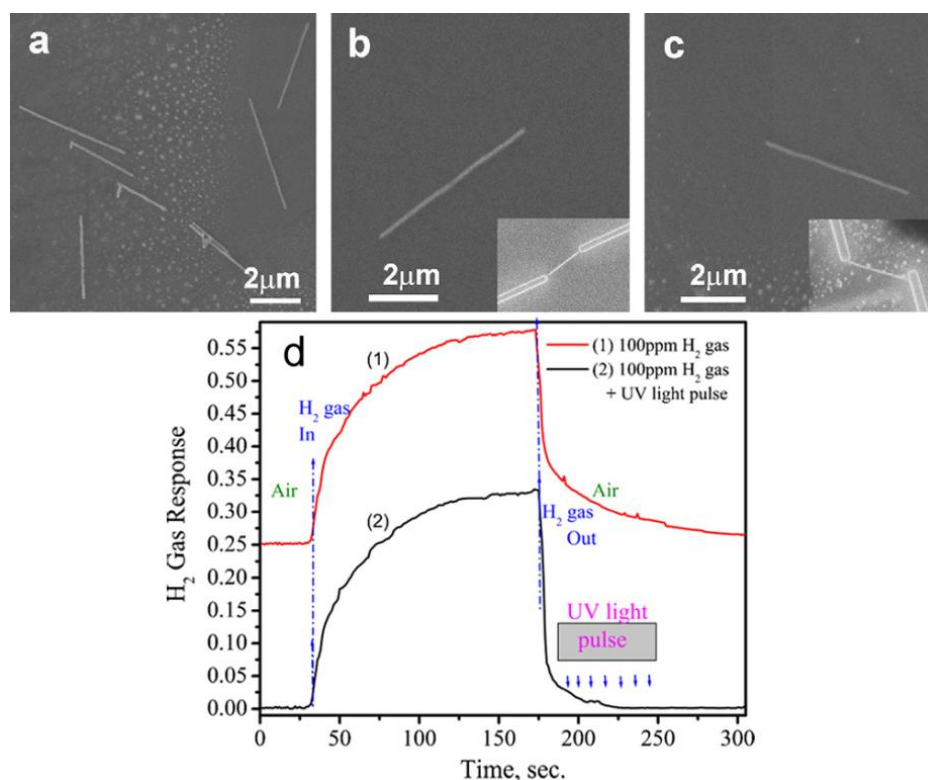 a
2μm
b
2μm
c
2μm
d
(1) 100ppm H₂ gas
(2) 100ppm H₂ gas
+ UV light pulse
(1)
H₂ gas
In
Air
Air
(2)
H₂ gas
Out
UV light
pulse
H₂ Gas Response
0.55
0.50
0.45
0.40
0.35
0.30
0.25
0.20
0.15
0.10
0.05
0.00
0 50 100 150 200 250 300
Time, sec.